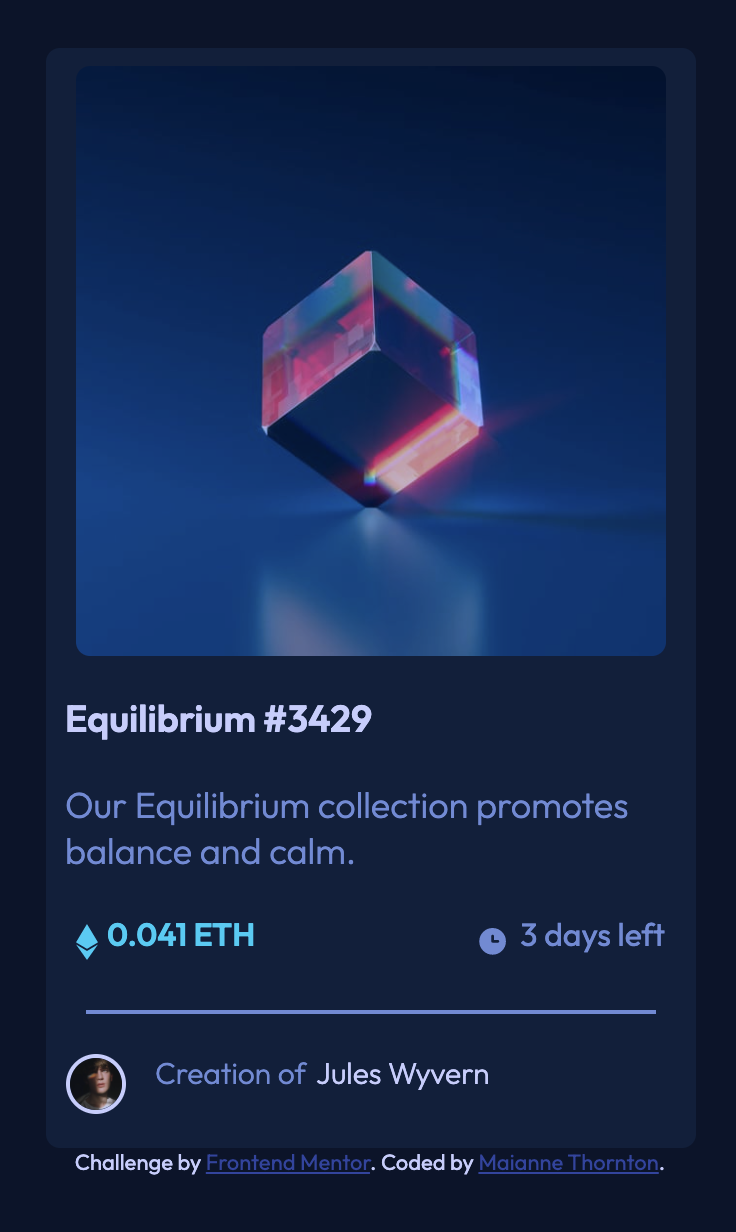 Equilibrium #3429
Our Equilibrium collection promotes
balance and calm.
0.041 ETH
3 days left
Creation of Jules Wyvern
Challenge by Frontend Mentor. Coded by Maianne Thornton.